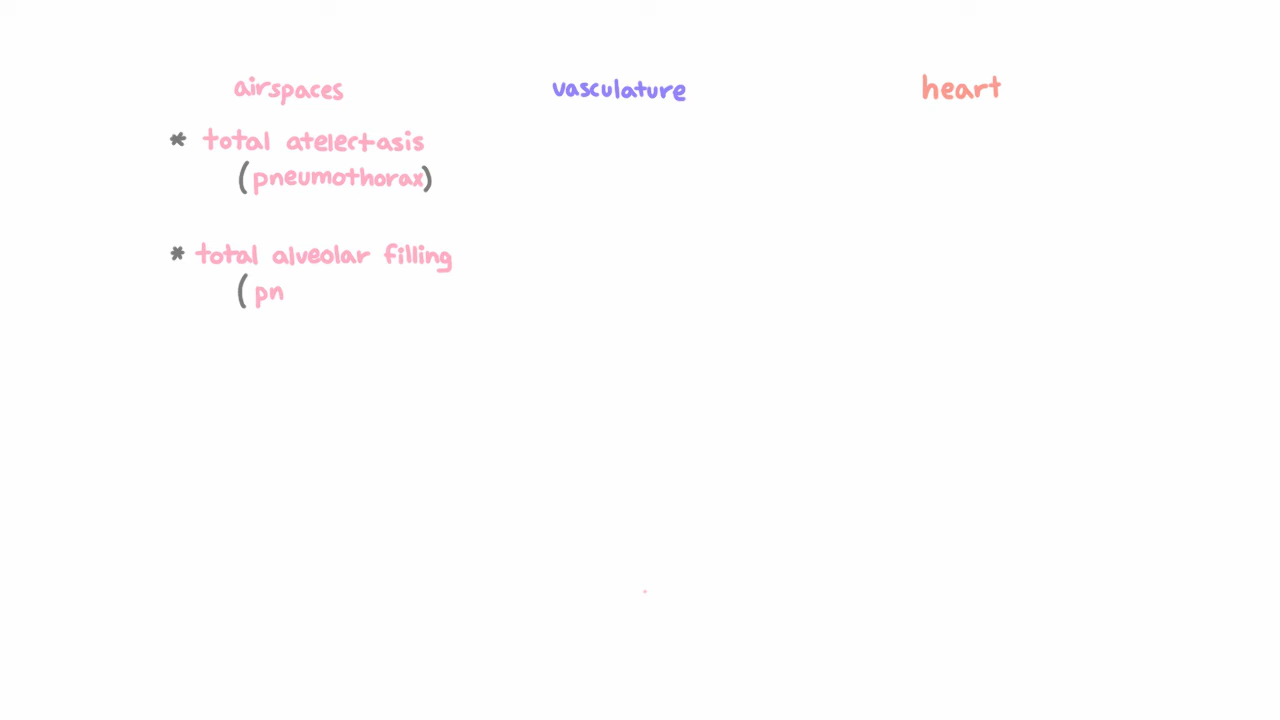 airspaces vasculature heart
* total atelectasis
(pneumothorax)
* total alveolar filling
(pn